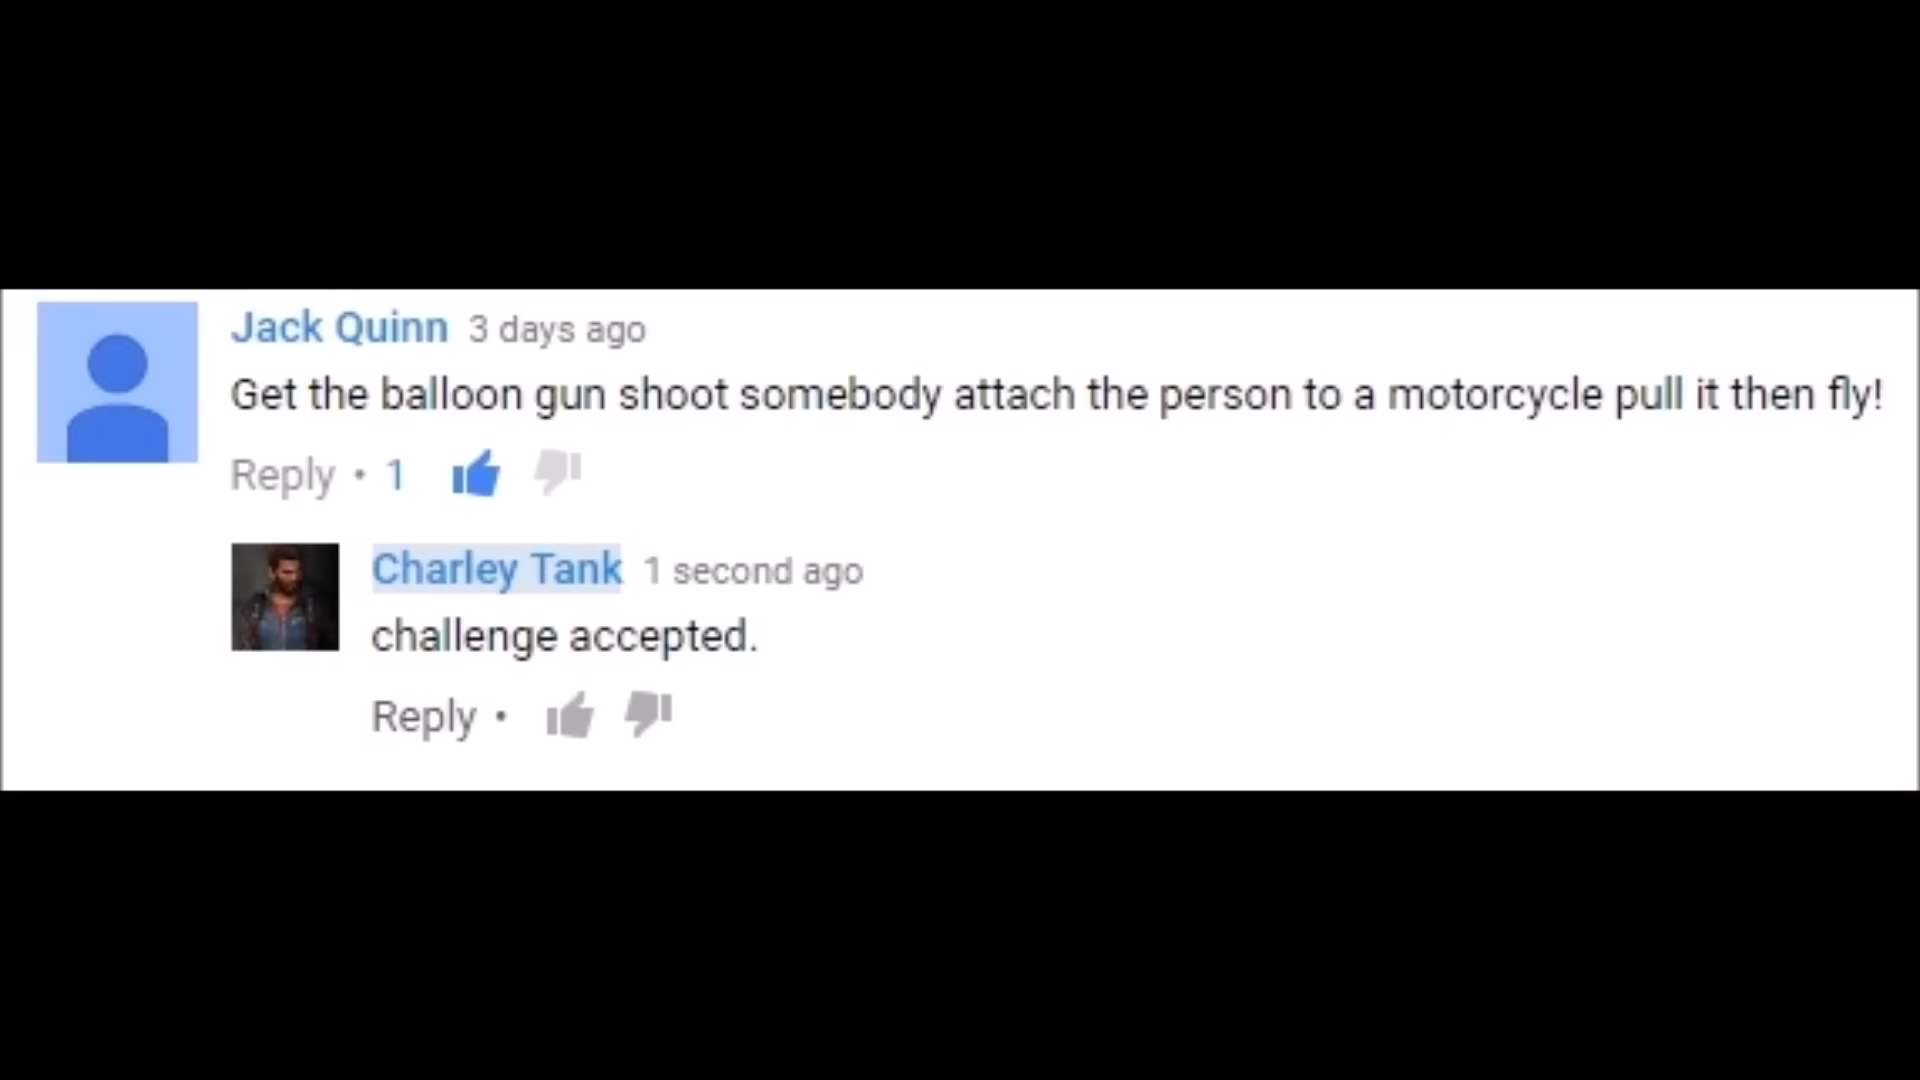 Jack Quinn 3 days ago
Get the balloon gun shoot somebody attach the person to a motorcycle pull it then fly!
Reply • 1
Charley Tank 1 second ago
challenge accepted.
Reply •